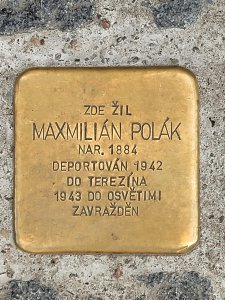 ZDE ŽIL
MAXMILIÁN POLÁK
NAR. 1884
DEPORTOVÁN 1942
DO TEREZÍNA
1943 DO OSVĚTIMI
ZAVRAŽDĚN